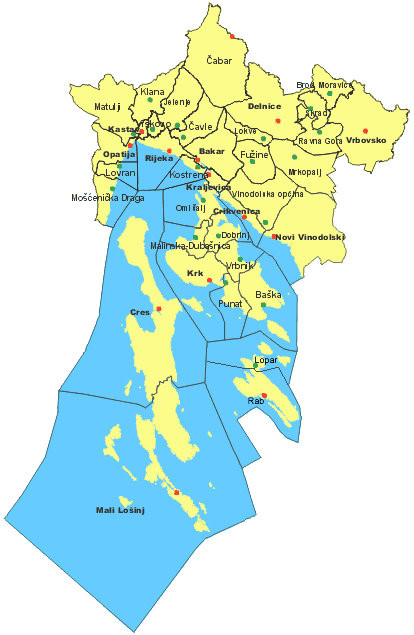 Čabar
Brod Moravice
Klana
Matulji
Jelenje
Delnice
Skrad
Viškovo
Kastav
Čavle
Lokve
Ravna Gora
Vrbovsko
Opatija
Rijeka
Bakar
Fužine
Lovran
Kostrena
Mrkopalj
Kraljevica
Mošćenička Draga
Vinodolska općina
Omišalj
Crikvenica
Dobrinj
Novi Vinodolski
Malinska-Dubašnica
Vrbnik
Krk
Baška
Punat
Cres
Lopar
Rab
Mali Lošinj